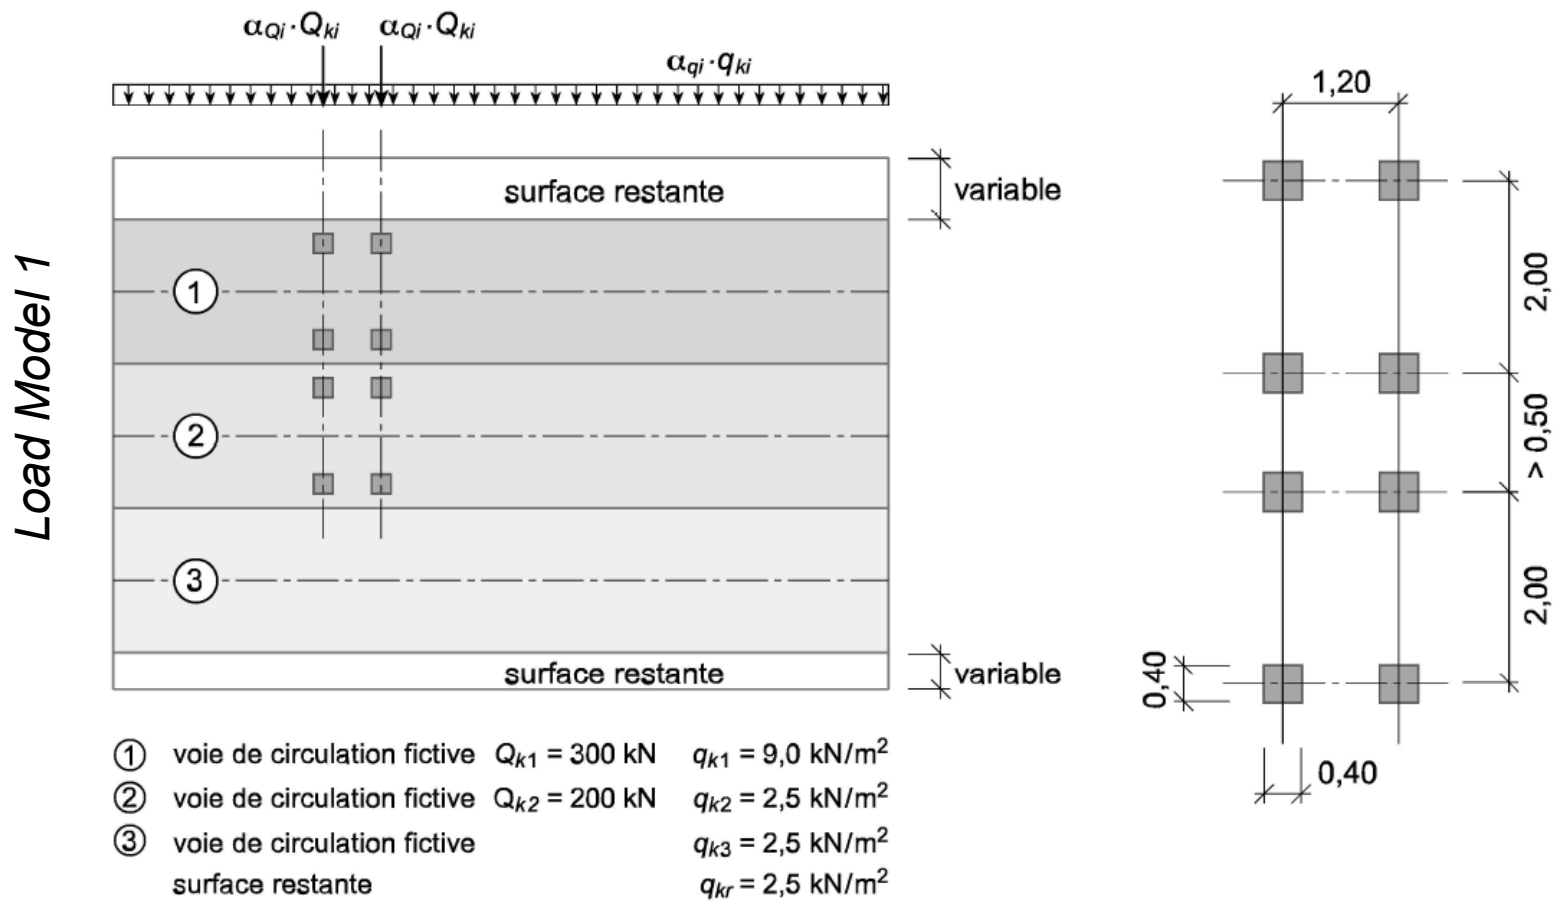 Load Model 1
αQi·Qki αQi·Qki
αqi·qki
surface restante
variable
1
2
3
surface restante
variable
1,20
2,00
> 0,50
2,00
0,40
0,40
1 voie de circulation fictive Qk1 = 300 kN qk1 = 9,0 kN/m²
2 voie de circulation fictive Qk2 = 200 kN qk2 = 2,5 kN/m²
3 voie de circulation fictive qk3 = 2,5 kN/m²
surface restante qkr = 2,5 kN/m²